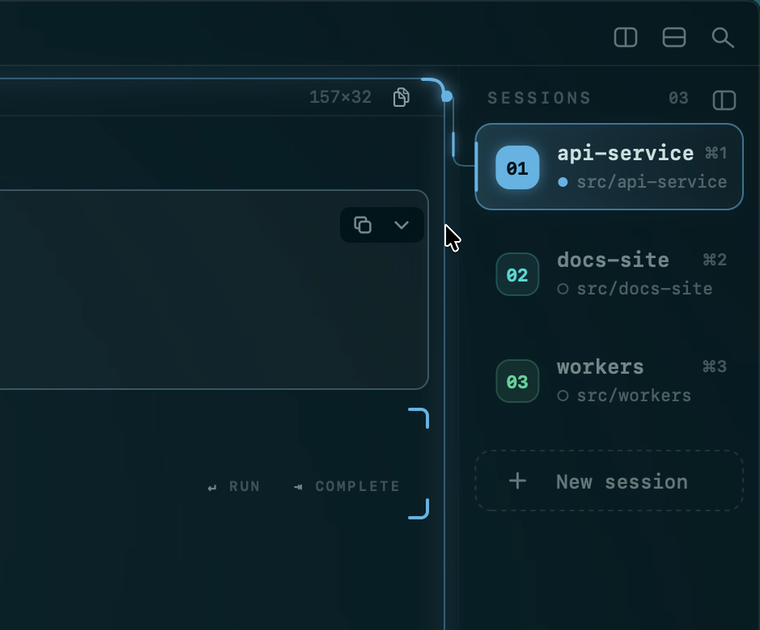 157×32
SESSIONS 03
01 api-service ⌘1
src/api-service
02 docs-site ⌘2
src/docs-site
03 workers ⌘3
src/workers
↵ RUN ⇥ COMPLETE
+ New session